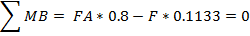 ∑ MB = FA * 0.8 − F * 0.1133 = 0